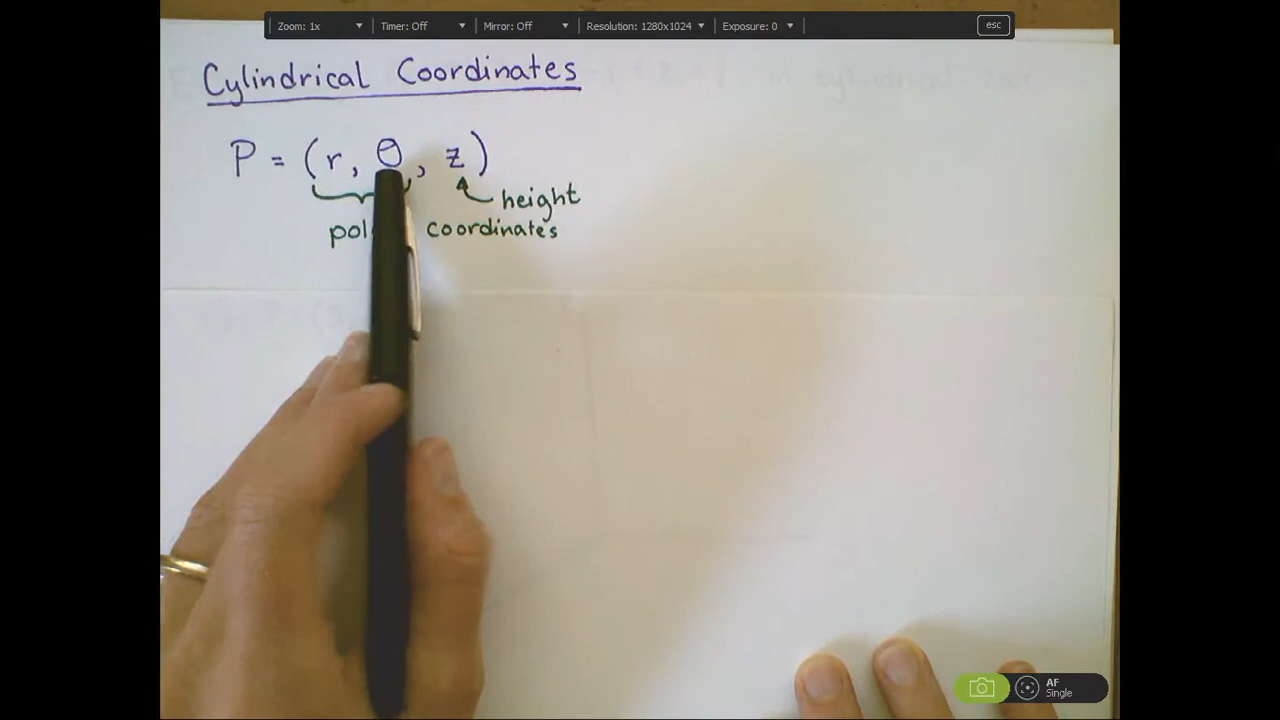 Zoom: 1x Timer: Off Mirror: Off Resolution: 1280x1024 Exposure: 0 esc
Cylindrical Coordinates
P = (r, θ, z)
height
coordinates
AF
Single